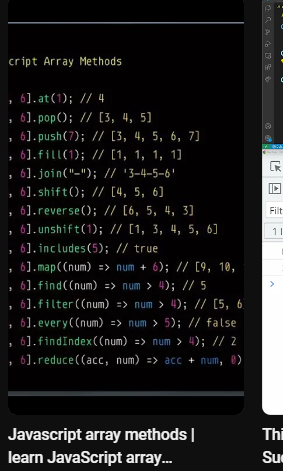 cript Array Methods
, 6].at(1); // 4
, 6].pop(); // [3, 4, 5]
, 6].push(7); // [3, 4, 5, 6, 7]
, 6].fill(1); // [1, 1, 1, 1]
, 6].join("-"); // '3-4-5-6'
, 6].shift(); // [4, 5, 6]
, 6].reverse(); // [6, 5, 4, 3]
, 6].unshift(1); // [1, 3, 4, 5, 6]
, 6].includes(5); // true
, 6].map((num) => num + 6); // [9, 10,
, 6].find((num) => num > 4); // 5
, 6].filter((num) => num > 4); // [5, 6
, 6].every((num) => num > 5); // false
, 6].findIndex((num) => num > 4); // 2
, 6].reduce((acc, num) => acc + num, 0)
Javascript array methods |
learn JavaScript array…
Filt
1 I
Thi
Suc